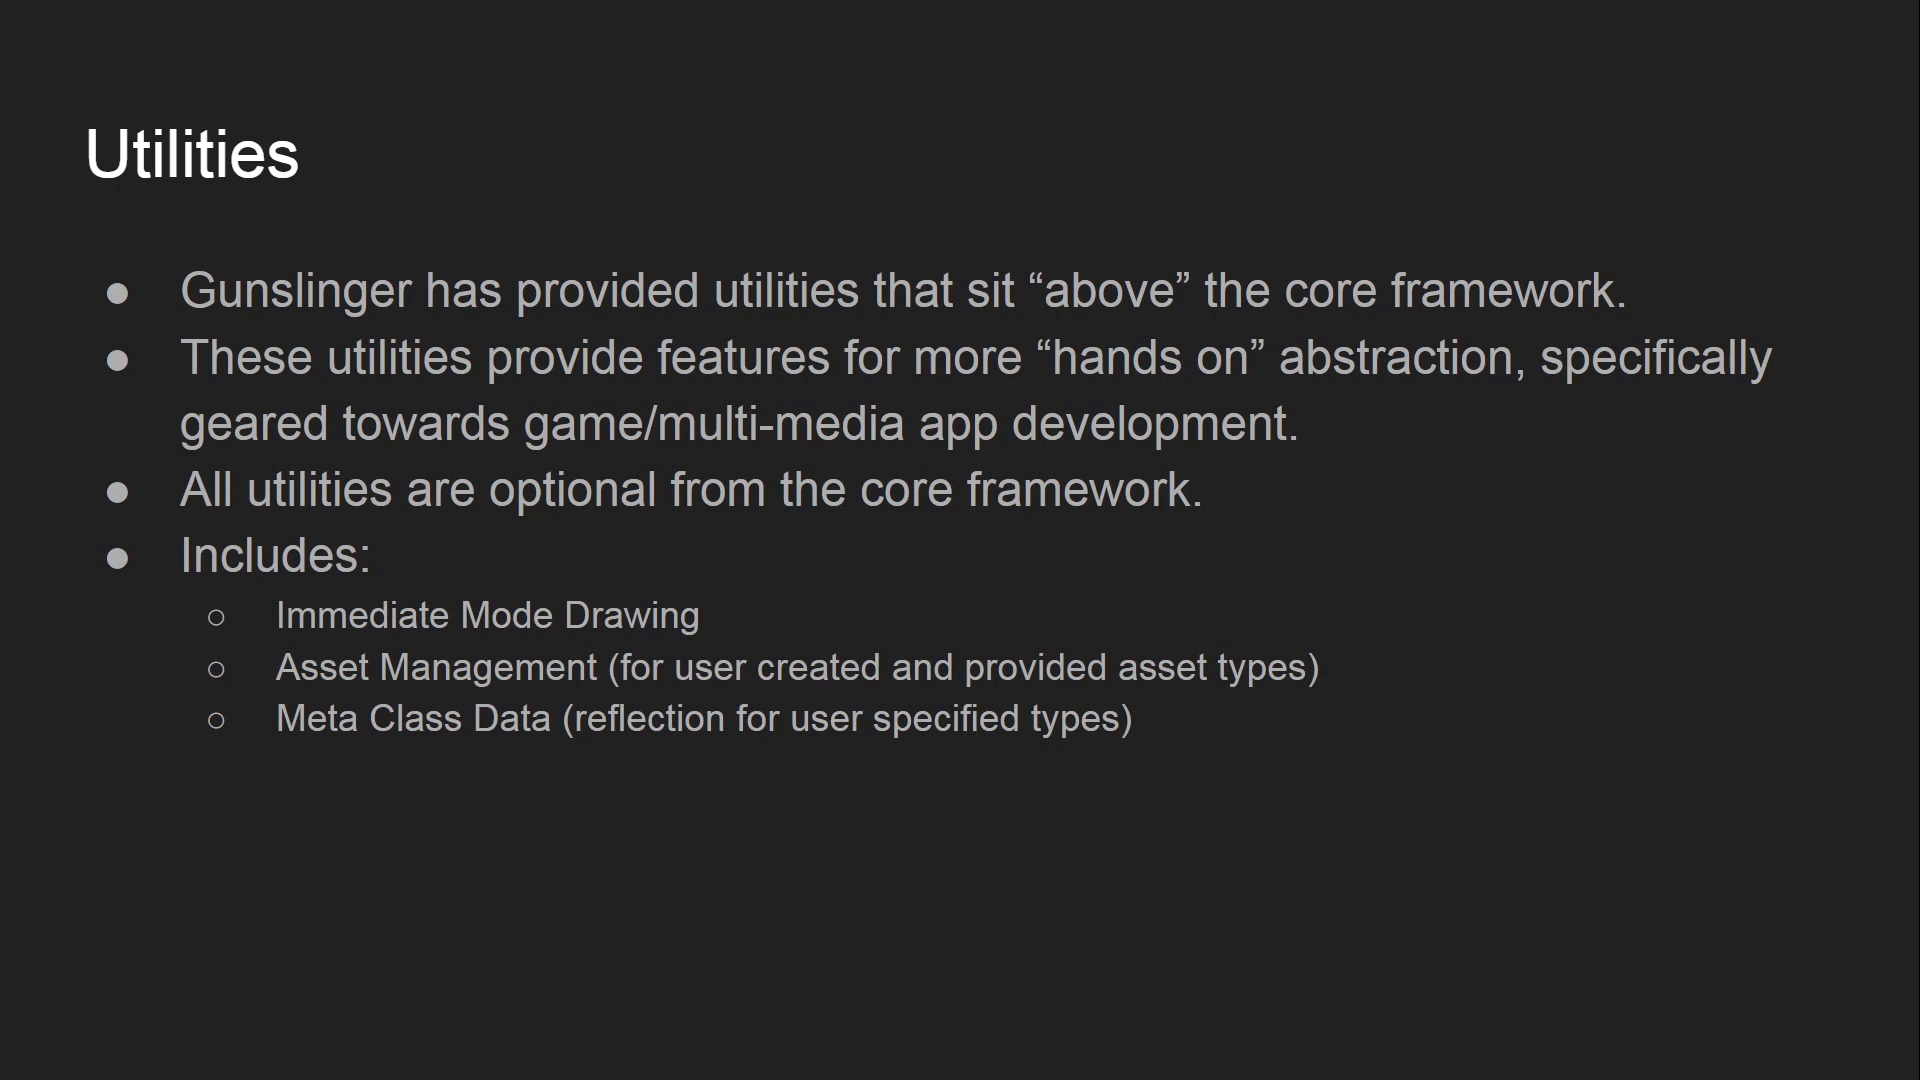 Utilities
● Gunslinger has provided utilities that sit “above” the core framework.
● These utilities provide features for more “hands on” abstraction, specifically
geared towards game/multi-media app development.
● All utilities are optional from the core framework.
● Includes:
○ Immediate Mode Drawing
○ Asset Management (for user created and provided asset types)
○ Meta Class Data (reflection for user specified types)